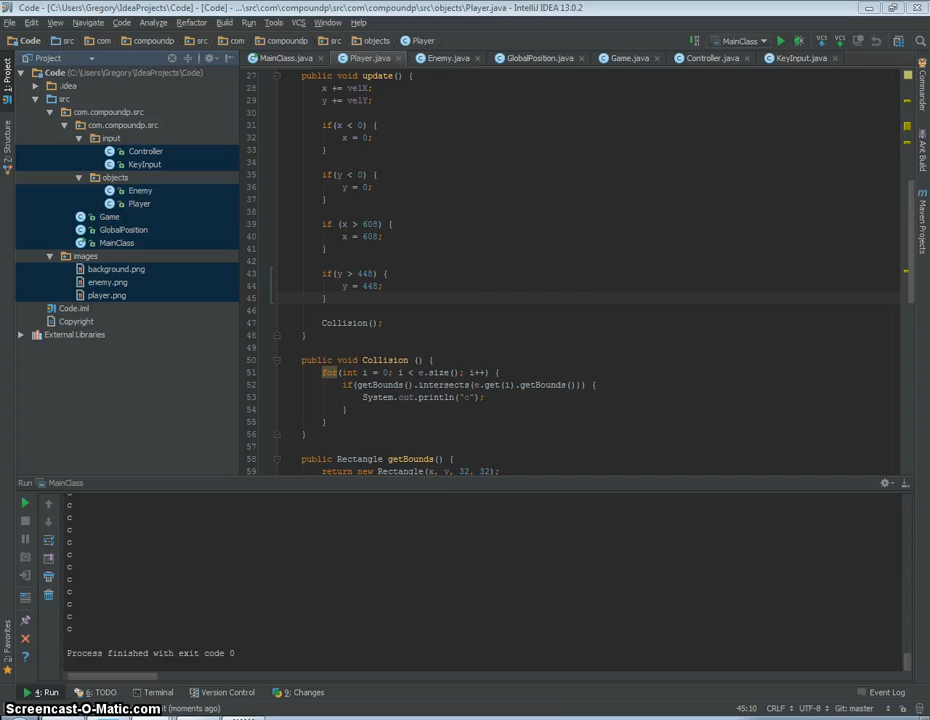 Code - [C:\Users\Gregory\IdeaProjects\Code] - [Code] - ...\src\com\compoundp\src\com\compoundp\src\objects\Player.java - IntelliJ IDEA 13.0.2
File Edit View Navigate Code Analyze Refactor Build Run Tools VCS Window Help
Code src com compoundp src com compoundp src objects Player MainClass
Project MainClass.java Player.java Enemy.java GlobalPosition.java Game.java Controller.java KeyInput.java
Code (C:\Users\Gregory\IdeaProjects\Code)
.idea
src
com.compoundp.src
com.compoundp.src
input
Controller
KeyInput
objects
Enemy
Player
Game
GlobalPosition
MainClass
images
background.png
enemy.png
player.png
Code.iml
Copyright
External Libraries
1: Project
Z: Structure
2: Favorites
Commander
Ant Build
Maven Projects
27 public void update() {
28 x += velX;
29 y += velY;
30
31 if(x < 0) {
32 x = 0;
33 }
34
35 if(y < 0) {
36 y = 0;
37 }
38
39 if (x > 608) {
40 x = 608;
41 }
42
43 if(y > 448) {
44 y = 448;
45 }
46
47 Collision();
48 }
49
50 public void Collision () {
51 for(int i = 0; i < e.size(); i++) {
52 if(getBounds().intersects(e.get(i).getBounds())) {
53 System.out.println("c");
54 }
55 }
56 }
57
58 public Rectangle getBounds() {
59 return new Rectangle(x, y, 32, 32);
Run MainClass
c
c
c
c
c
c
c
c
c
c
c
Process finished with exit code 0
4: Run 6: TODO Terminal Version Control 9: Changes Event Log
Screencast-O-Matic.com
(moments ago) 45:10 CRLF UTF-8 Git: master